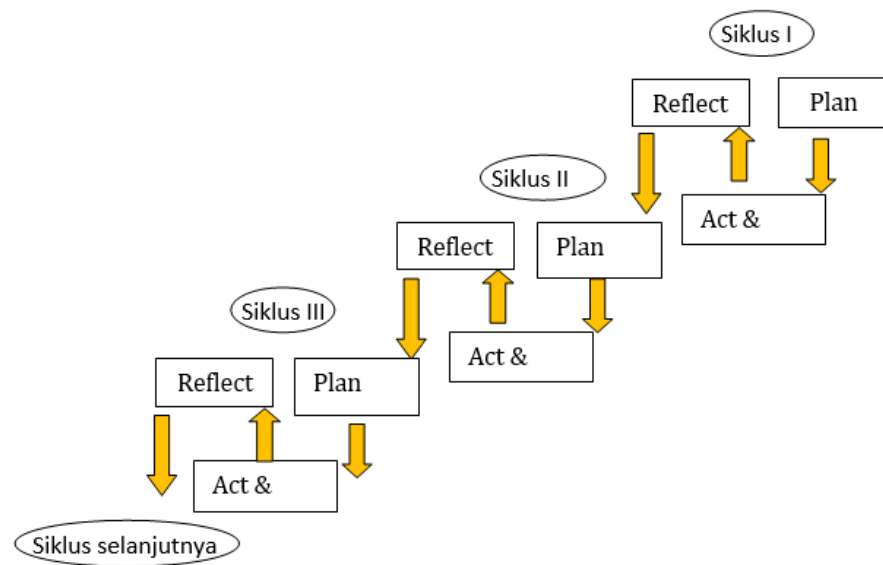 Siklus I
Reflect
Plan
Act &
Siklus II
Reflect
Plan
Act &
Siklus III
Reflect
Plan
Act &
Siklus selanjutnya